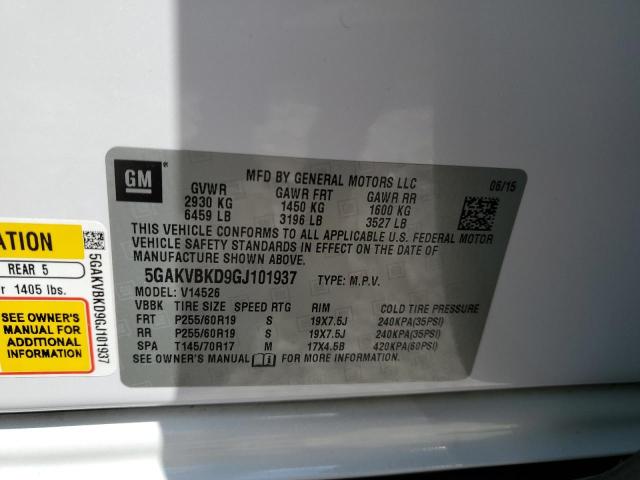 GM
MFD BY GENERAL MOTORS LLC
06/15
GVWR GAWR FRT GAWR RR
2930 KG 1450 KG 1600 KG
6459 LB 3196 LB 3527 LB
THIS VEHICLE CONFORMS TO ALL APPLICABLE U.S. FEDERAL MOTOR
VEHICLE SAFETY STANDARDS IN EFFECT ON THE DATE OF
MANUFACTURE SHOWN ABOVE.
5GAKVBKD9GJ101937 TYPE: M.P.V.
MODEL: V14526
VBBK TIRE SIZE SPEED RTG RIM COLD TIRE PRESSURE
FRT P255/60R19 S 19X7.5J 240KPA(35PSI)
RR P255/60R19 S 19X7.5J 240KPA(35PSI)
SPA T145/70R17 M 17X4.5B 420KPA(60PSI)
SEE OWNER'S MANUAL FOR MORE INFORMATION
ATION
REAR 5
r 1405 lbs.
SEE OWNER'S
MANUAL FOR
ADDITIONAL
INFORMATION
5GAKVBKD9GJ101937